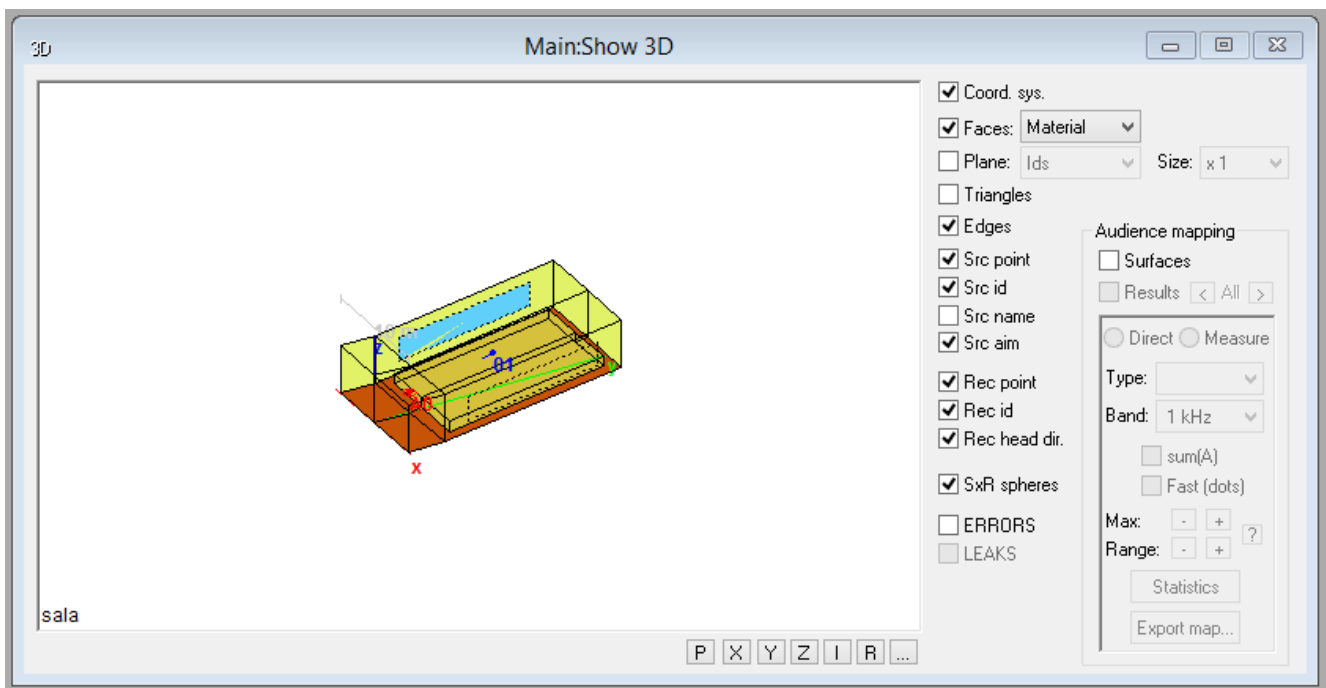 3D Main:Show 3D
Coord. sys.
Faces: Material
Plane: Ids Size: x 1
Triangles
Edges
Src point
Src id
Src name
Src aim
Rec point
Rec id
Rec head dir.
SxR spheres
ERRORS
LEAKS
Audience mapping
Surfaces
Results < All >
Direct Measure
Type:
Band: 1 kHz
sum(A)
Fast (dots)
Max: - +
?
Range: - +
Statistics
Export map...
z
01
y
x
sala
P X Y Z I R ...